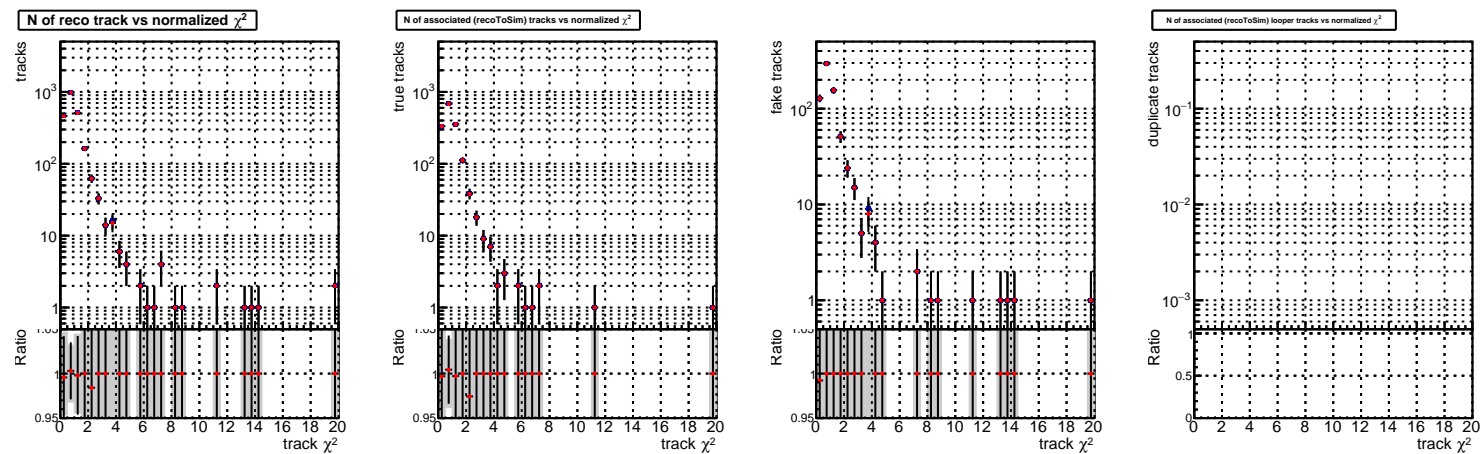 N of reco track vs normalized χ²
tracks
10³
10²
10
1
Ratio
1
0.95
0 2 4 6 8 10 12 14 16 18 20
track χ²
N of associated (recoToSim) tracks vs normalized χ²
true tracks
10³
10²
10
1
Ratio
1
0.95
0 2 4 6 8 10 12 14 16 18 20
track χ²
fake tracks
10²
10
1
Ratio
1
0.95
0 2 4 6 8 10 12 14 16 18 20
track χ²
N of associated (recoToSim) looper tracks vs normalized χ²
duplicate tracks
10⁻¹
10⁻²
10⁻³
Ratio
1
0.5
0
0 2 4 6 8 10 12 14 16 18 20
track χ²